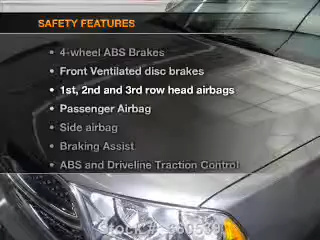 SAFETY FEATURES
• 4-wheel ABS Brakes
• Front Ventilated disc brakes
• 1st, 2nd and 3rd row head airbags
• Passenger Airbag
• Side airbag
• Braking Assist
• ABS and Driveline Traction Control